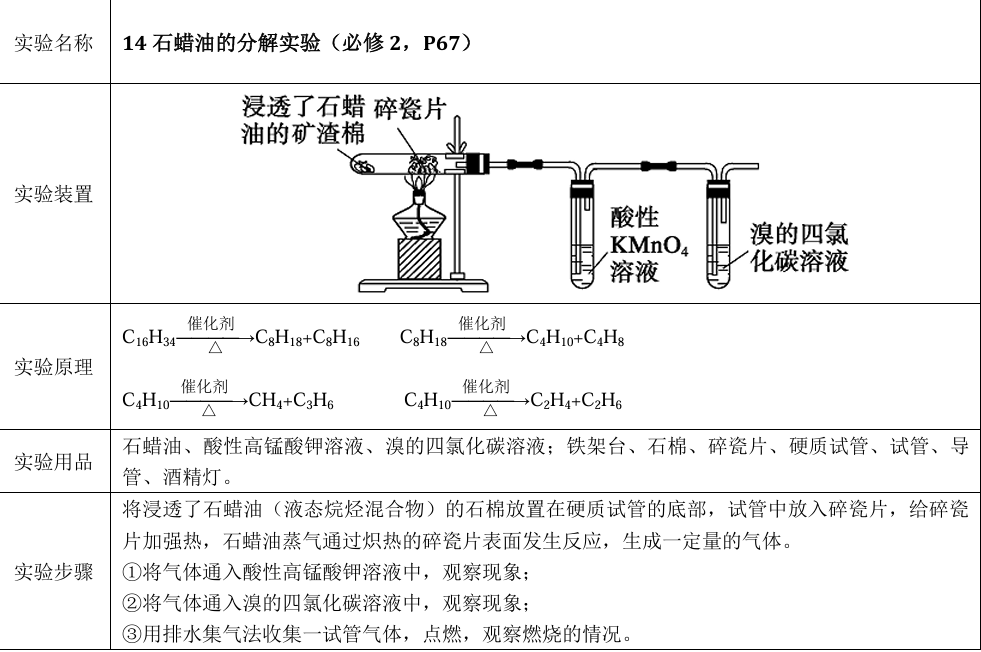 实验名称
14 石蜡油的分解实验（必修 2，P67）
实验装置
浸透了石蜡
油的矿渣棉
碎瓷片
酸性
KMnO₄
溶液
溴的四氯
化碳溶液
实验原理
C₁₆H₃₄ 催化剂 △ → C₈H₁₈+C₈H₁₆ C₈H₁₈ 催化剂 △ → C₄H₁₀+C₄H₈
C₄H₁₀ 催化剂 △ → CH₄+C₃H₆ C₄H₁₀ 催化剂 △ → C₂H₄+C₂H₆
实验用品
石蜡油、酸性高锰酸钾溶液、溴的四氯化碳溶液；铁架台、石棉、碎瓷片、硬质试管、试管、导
管、酒精灯。
实验步骤
将浸透了石蜡油（液态烷烃混合物）的石棉放置在硬质试管的底部，试管中放入碎瓷片，给碎瓷
片加强热，石蜡油蒸气通过炽热的碎瓷片表面发生反应，生成一定量的气体。
①将气体通入酸性高锰酸钾溶液中，观察现象；
②将气体通入溴的四氯化碳溶液中，观察现象；
③用排水集气法收集一试管气体，点燃，观察燃烧的情况。